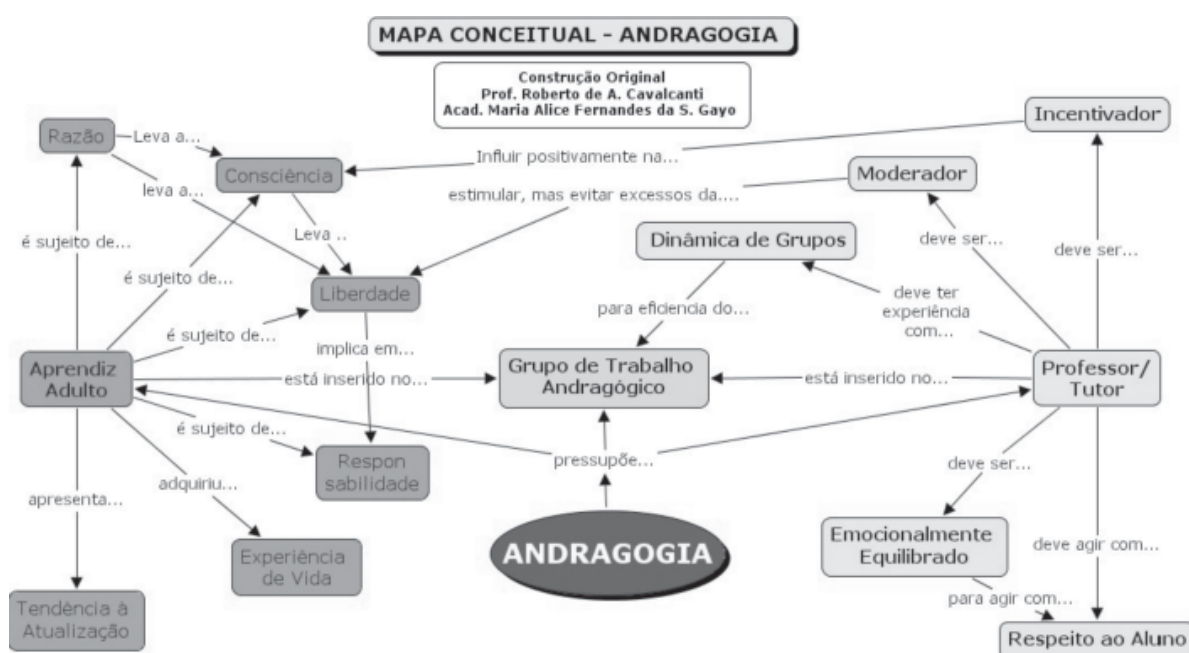 MAPA CONCEITUAL - ANDRAGOGIA
Construção Original
Prof. Roberto de A. Cavalcanti
Acad. Maria Alice Fernandes da S. Gayo
Incentivador
Razão
Leva a...
Influir positivamente na...
Consciência
Moderador
leva a...
estimular, mas evitar excessos da....
Leva ..
Dinâmica de Grupos
deve ser...
deve ser...
é sujeito de...
é sujeito de...
Liberdade
deve ter
experiência
com...
para eficiencia do...
é sujeito de...
implica em...
Aprendiz
Adulto
está inserido no...
Grupo de Trabalho
Andragógico
está inserido no...
Professor/
Tutor
é sujeito de...
Respon
sabilidade
pressupõe...
deve ser...
apresenta...
adquiriu...
Experiência
de Vida
ANDRAGOGIA
Emocionalmente
Equilibrado
deve agir com...
para agir com...
Tendência à
Atualização
Respeito ao Aluno